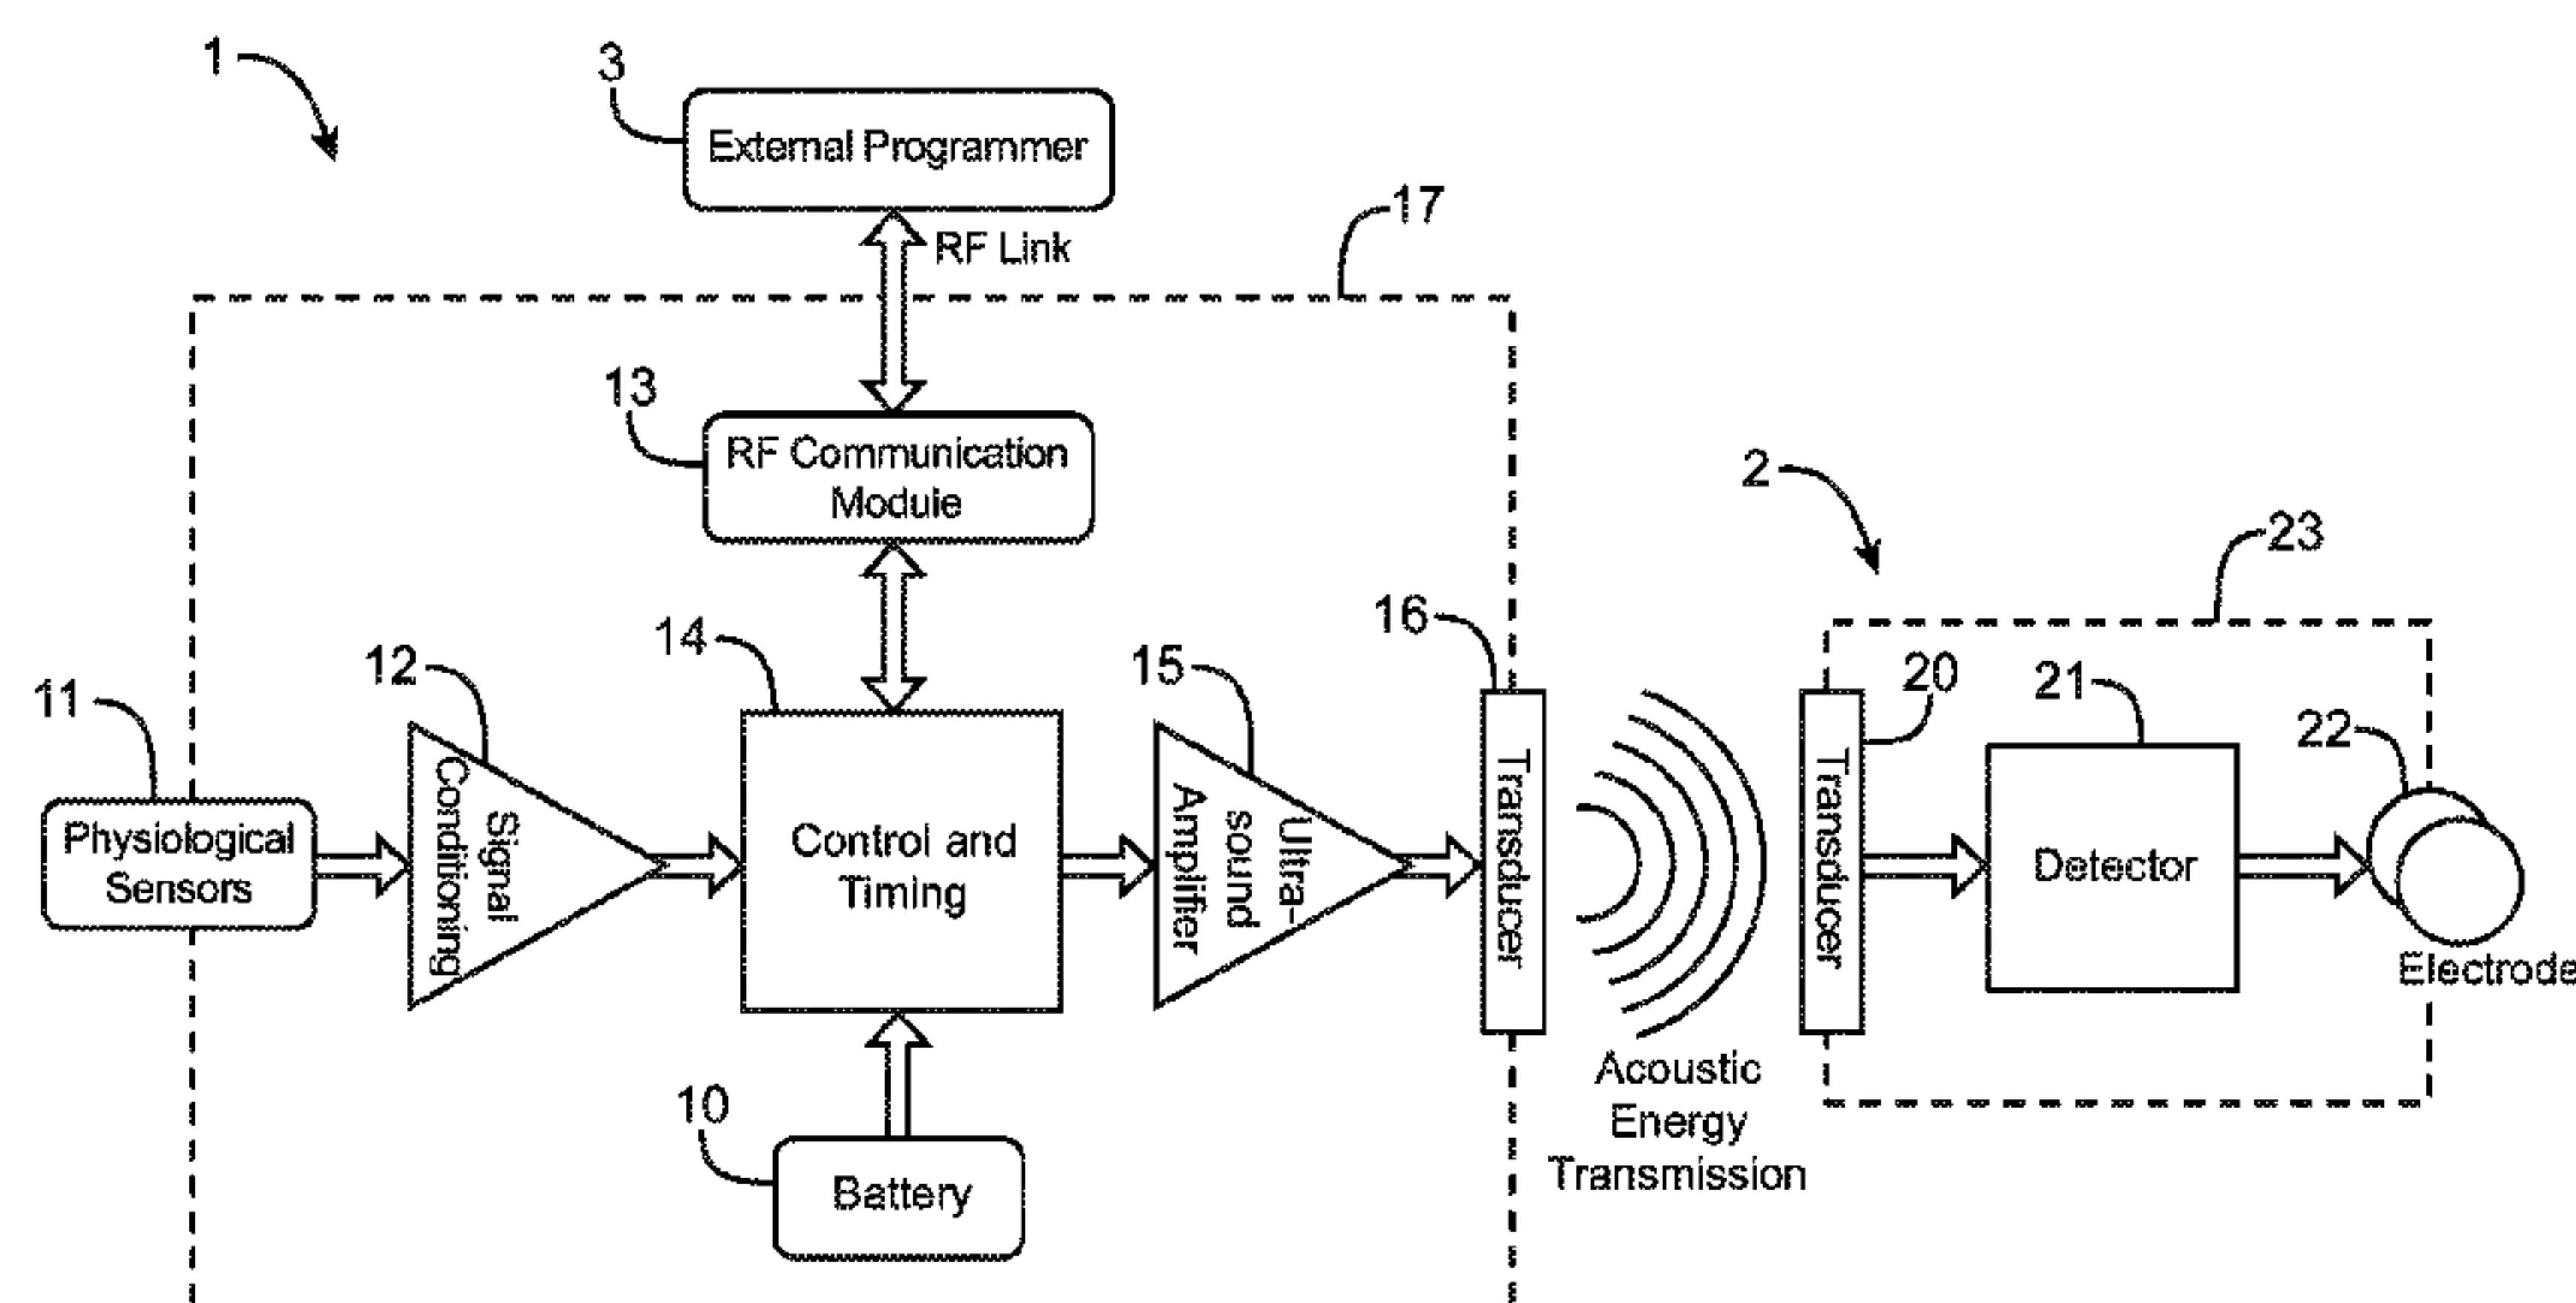 1
3
External Programmer
17
RF Link
13
RF Communication
Module
2
23
16
14
12
15
20
21
11
22
Physiological
Sensors
Signal
Conditioning
Control and
Timing
Ultra-
sound
Amplifier
Transducer
Transducer
Detector
Electrode
Acoustic
Energy
Transmission
10
Battery